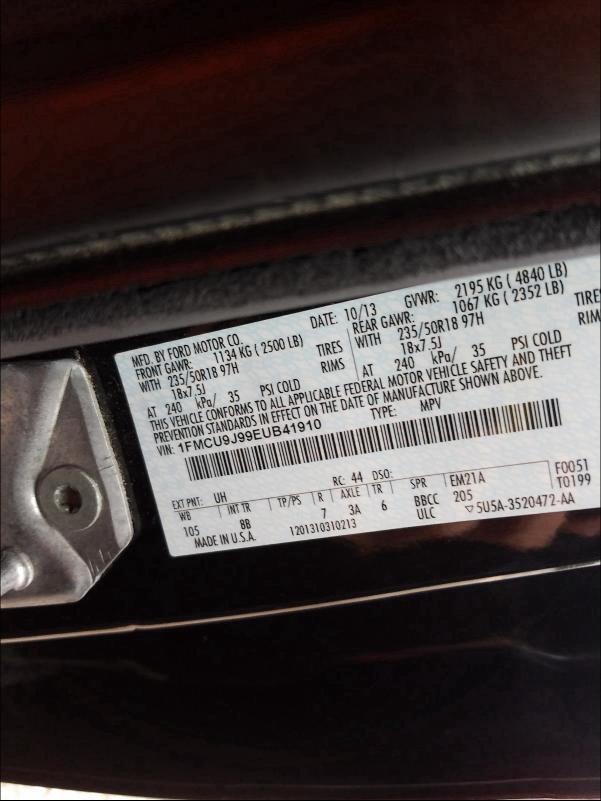 MFD. BY FORD MOTOR CO. DATE: 10/13 GVWR: 2195 KG ( 4840 LB)
FRONT GAWR: 1134 KG ( 2500 LB) REAR GAWR: 1067 KG ( 2352 LB)
WITH 235/50R18 97H TIRES WITH 235/50R18 97H TIRE
18x7.5J RIMS 18x7.5J RIMS
AT 240 kPa/ 35 PSI COLD AT 240 kPa/ 35 PSI COLD
THIS VEHICLE CONFORMS TO ALL APPLICABLE FEDERAL MOTOR VEHICLE SAFETY AND THEFT
PREVENTION STANDARDS IN EFFECT ON THE DATE OF MANUFACTURE SHOWN ABOVE.
VIN: 1FMCU9J99EUB41910 TYPE: MPV
EXT PNT: UH RC: 44 DSO: F0051
WB INT TR TP/PS R AXLE TR SPR EM21A T0199
105 8B 7 3A 6 BBCC 205
MADE IN U.S.A. 1201310310213 ULC 5U5A-3520472-AA